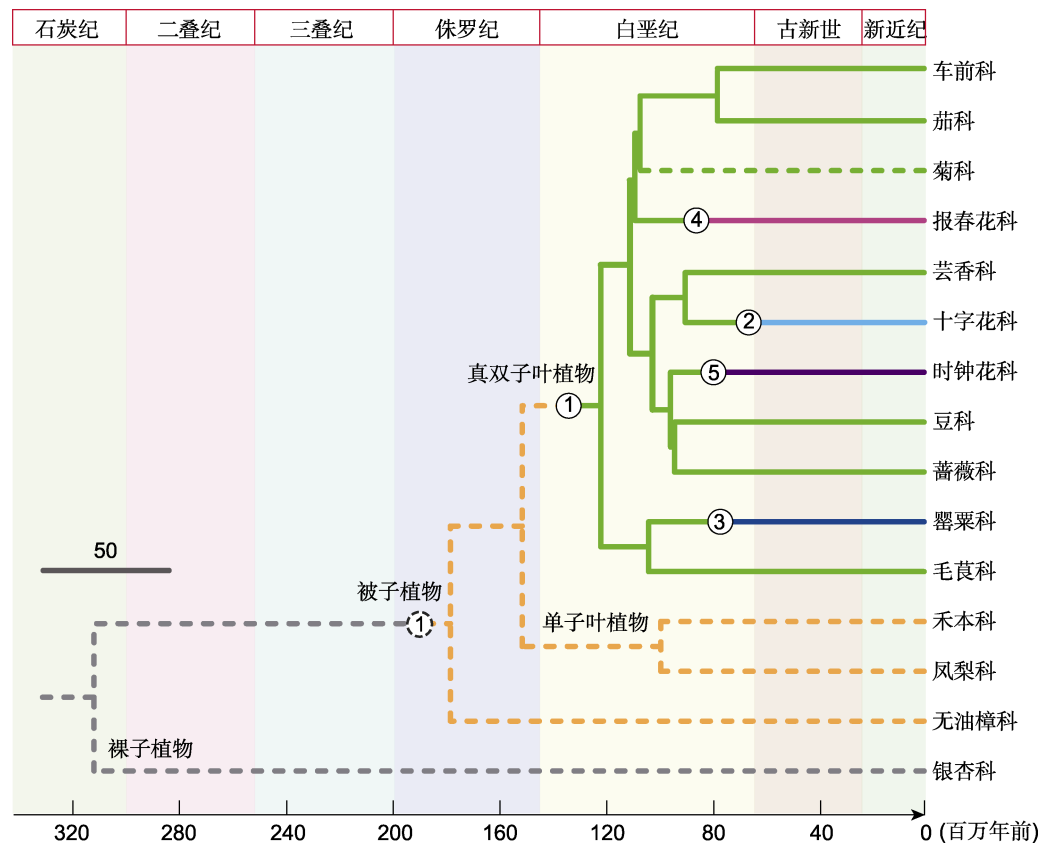 石炭纪 二叠纪 三叠纪 侏罗纪 白垩纪 古新世 新近纪
车前科
茄科
菊科
④ 报春花科
芸香科
② 十字花科
真双子叶植物 ⑤ 时钟花科
①
豆科
蔷薇科
③ 罂粟科
50
毛茛科
被子植物
① 单子叶植物 禾本科
凤梨科
无油樟科
裸子植物
银杏科
320 280 240 200 160 120 80 40 0 (百万年前)